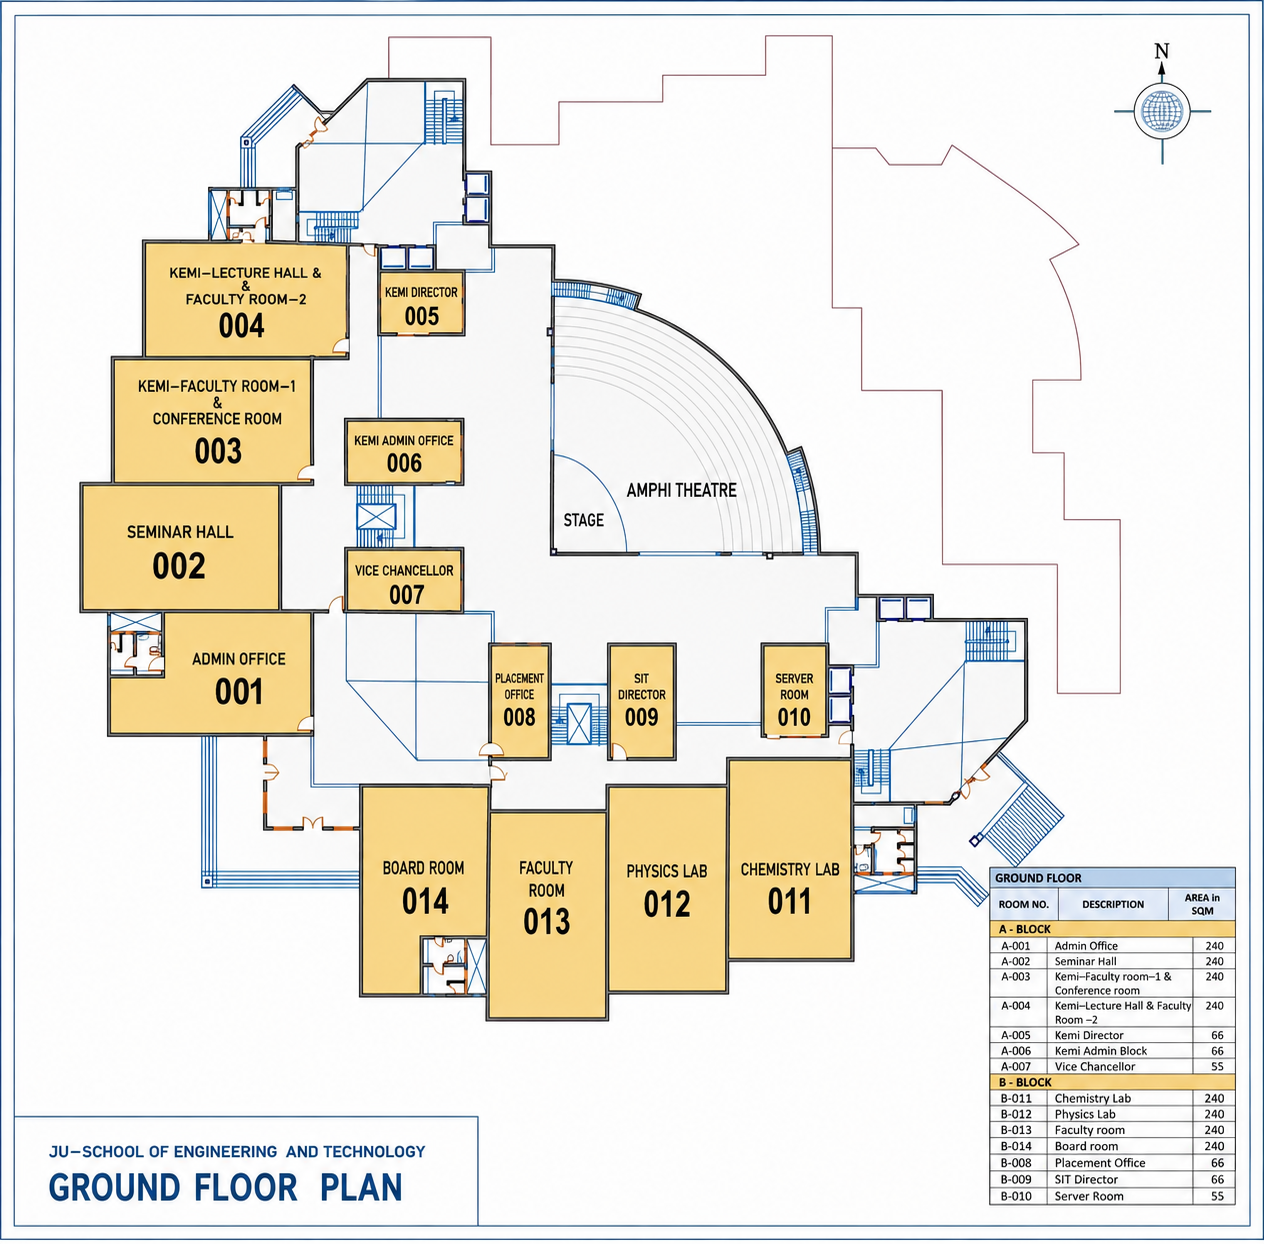 N
KEMI–LECTURE HALL &
&
FACULTY ROOM–2
004
KEMI DIRECTOR
005
KEMI–FACULTY ROOM–1
&
CONFERENCE ROOM
003
KEMI ADMIN OFFICE
006
AMPHI THEATRE
STAGE
SEMINAR HALL
002
VICE CHANCELLOR
007
ADMIN OFFICE
001
PLACEMENT
OFFICE
008
SIT
DIRECTOR
009
SERVER
ROOM
010
BOARD ROOM
014
FACULTY
ROOM
013
PHYSICS LAB
012
CHEMISTRY LAB
011
GROUND FLOOR
ROOM NO. DESCRIPTION AREA in
SQM
A - BLOCK
A-001 Admin Office 240
A-002 Seminar Hall 240
A-003 Kemi–Faculty room–1 & 240
Conference room
A-004 Kemi–Lecture Hall & Faculty 240
Room –2
A-005 Kemi Director 66
A-006 Kemi Admin Block 66
A-007 Vice Chancellor 55
B - BLOCK
B-011 Chemistry Lab 240
B-012 Physics Lab 240
B-013 Faculty room 240
B-014 Board room 240
B-008 Placement Office 66
B-009 SIT Director 66
B-010 Server Room 55
JU–SCHOOL OF ENGINEERING AND TECHNOLOGY
GROUND FLOOR PLAN